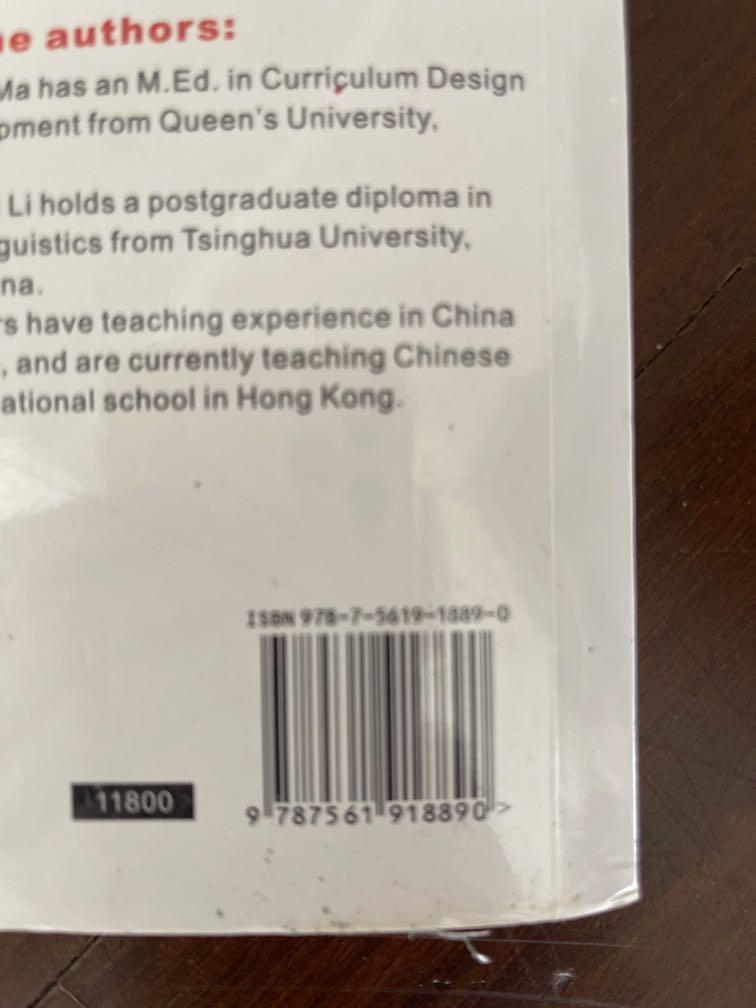 e authors:
Ma has an M.Ed. in Curriculum Design
pment from Queen's University,
Li holds a postgraduate diploma in
guistics from Tsinghua University,
na.
rs have teaching experience in China
, and are currently teaching Chinese
ational school in Hong Kong.
ISBN 978-7-5619-1889-0
11800
9 787561 918890 >